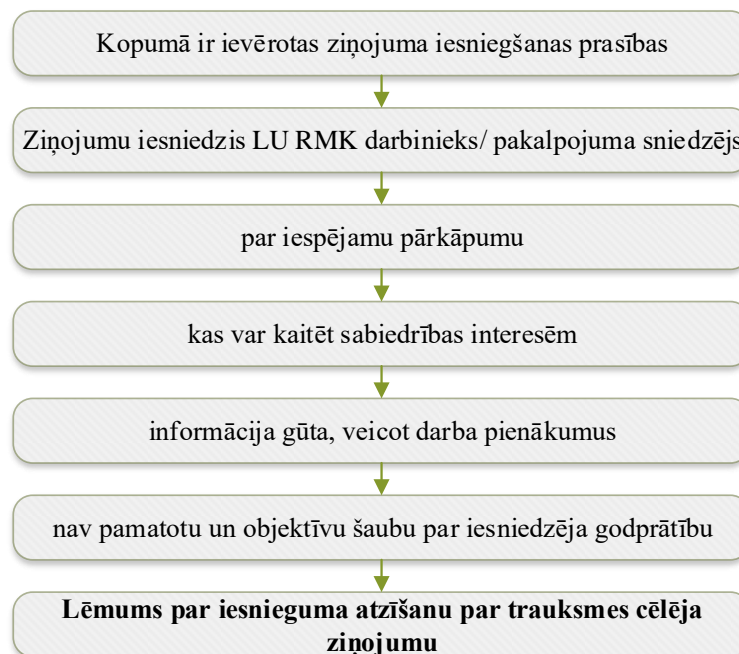 Kopumā ir ievērotas ziņojuma iesniegšanas prasības
Ziņojumu iesniedzis LU RMK darbinieks/ pakalpojuma sniedzējs
par iespējamu pārkāpumu
kas var kaitēt sabiedrības interesēm
informācija gūta, veicot darba pienākumus
nav pamatotu un objektīvu šaubu par iesniedzēja godprātību
Lēmums par iesnieguma atzīšanu par trauksmes cēlēja
ziņojumu